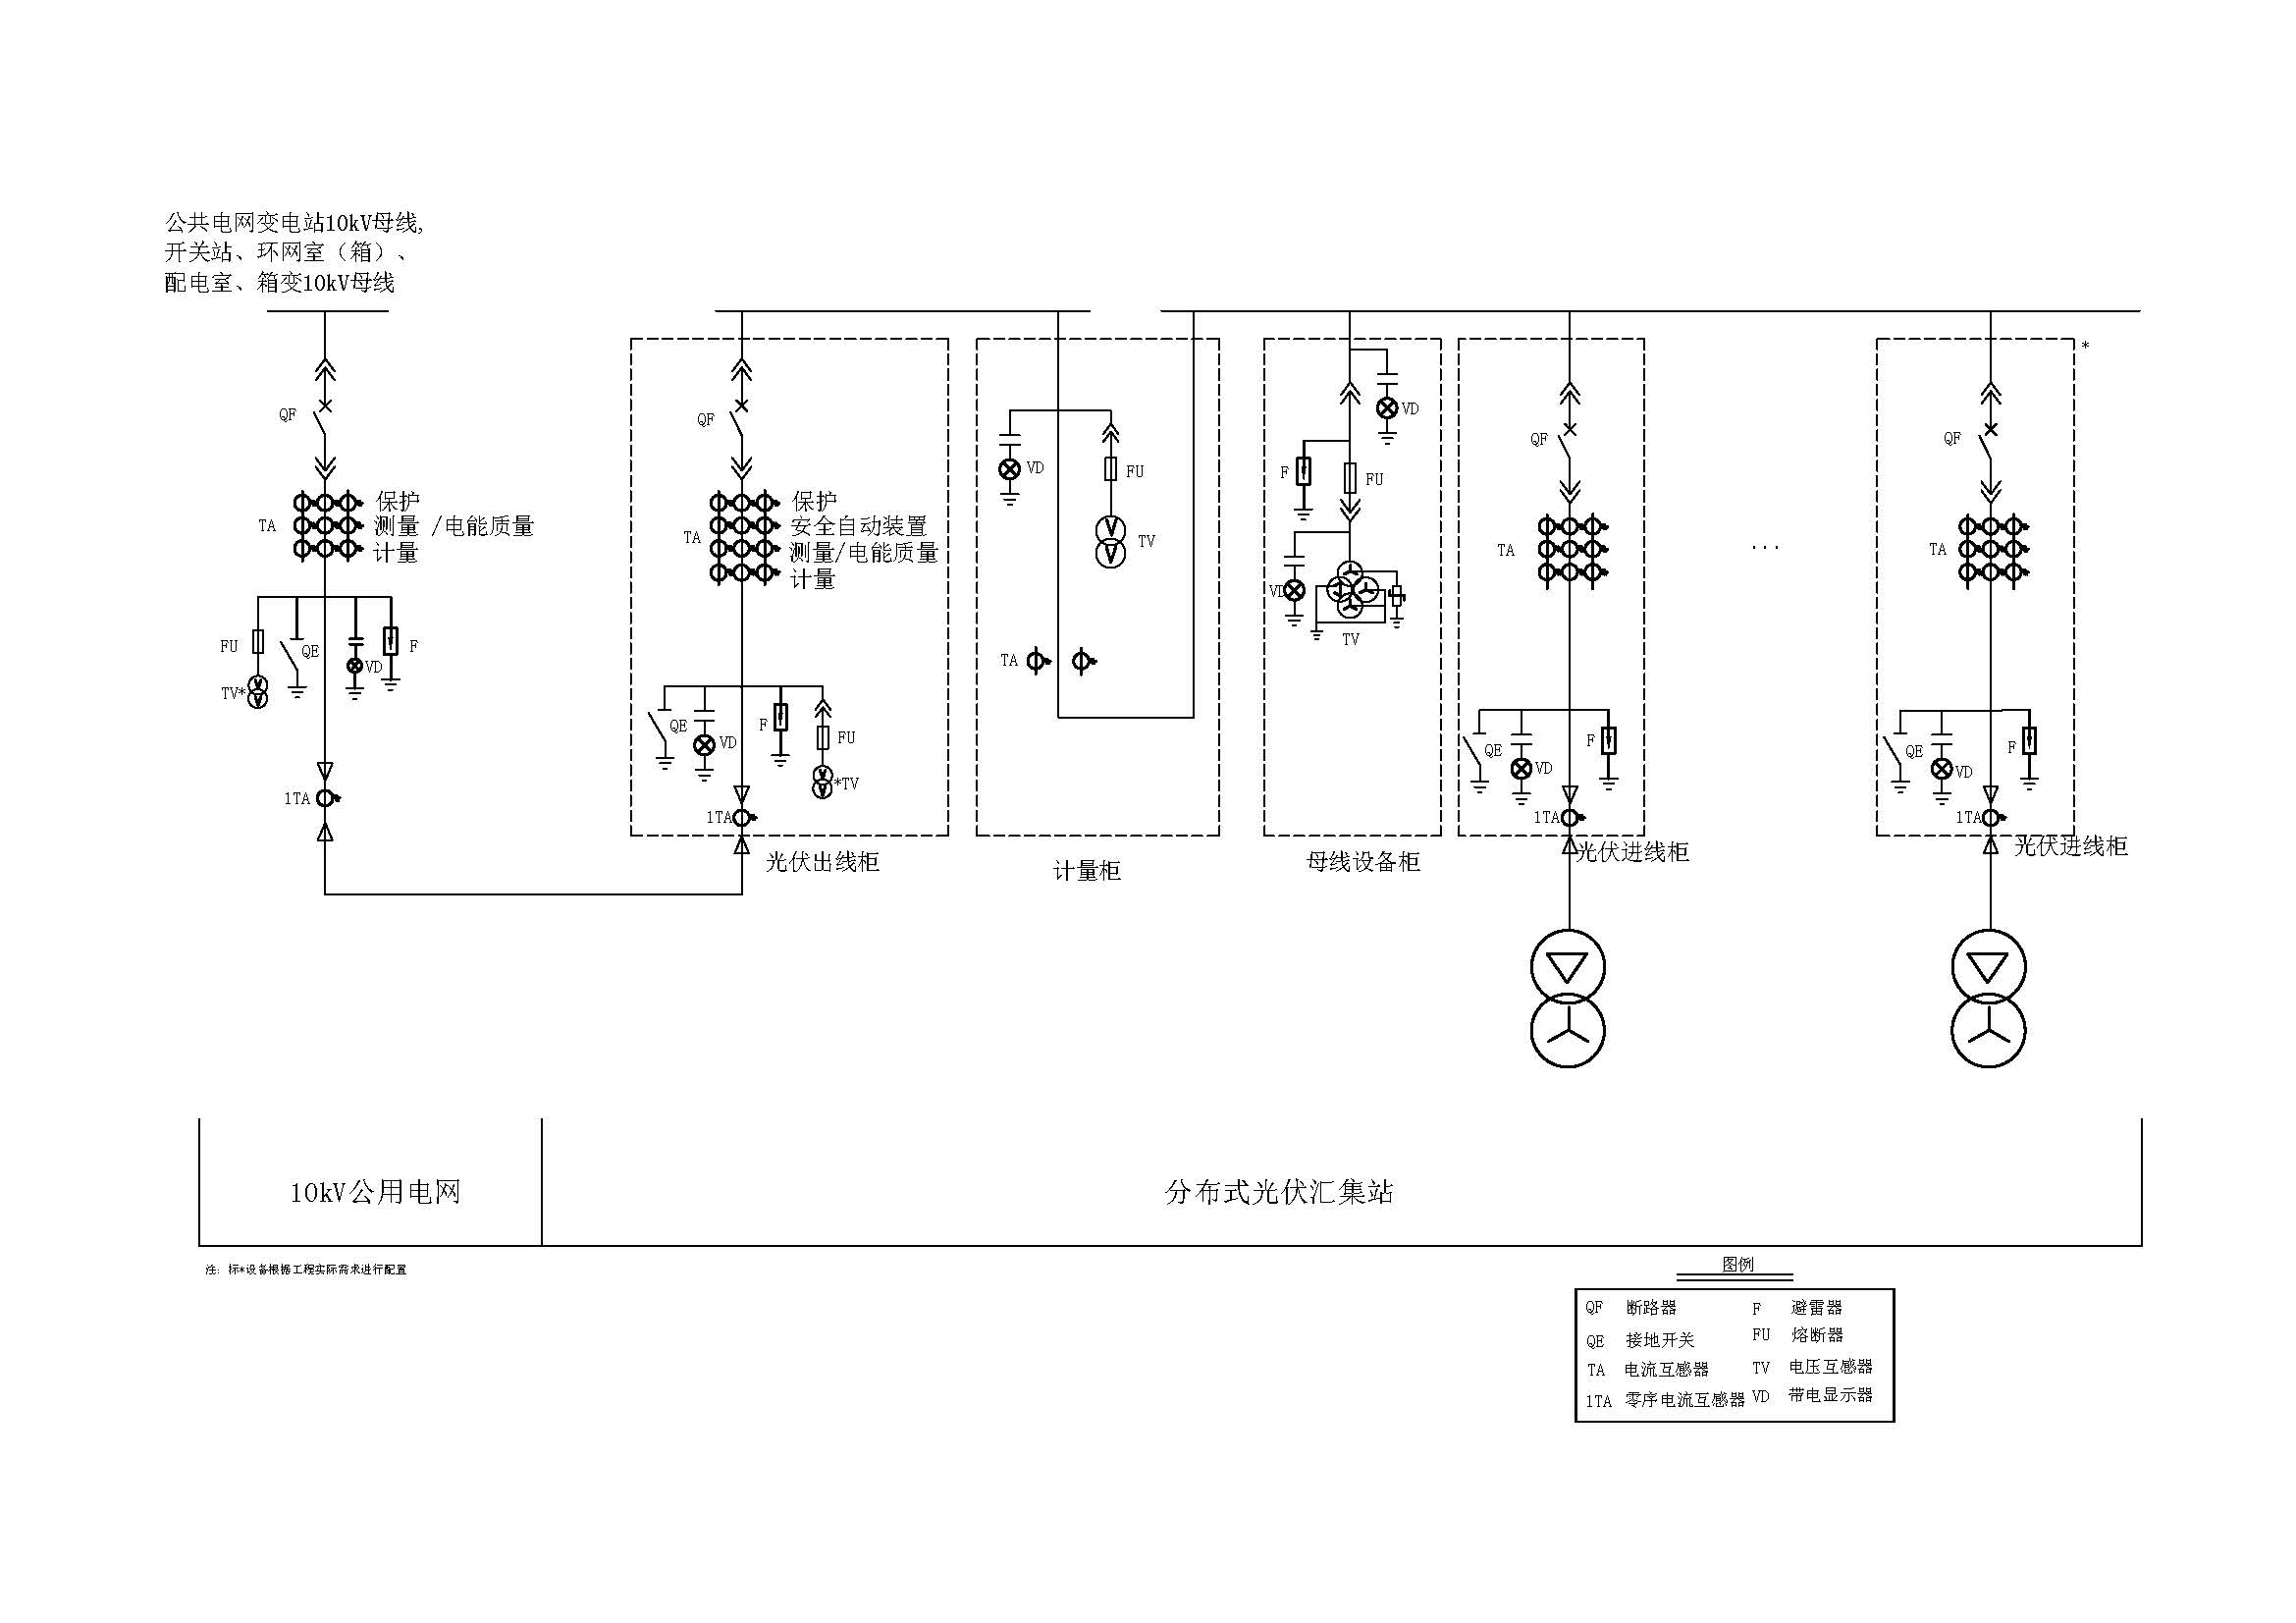 公共电网变电站10kV母线,
开关站、环网室（箱）、
配电室、箱变10kV母线
QF
TA
保护
测量 /电能质量
计量
FU
QE
VD
F
TV*
1TA
QF
TA
保护
安全自动装置
测量/电能质量
计量
QE
VD
F
FU
*TV
1TA
光伏出线柜
VD
FU
TV
TA
计量柜
VD
F
FU
VD
TV
母线设备柜
QF
TA
QE
VD
F
1TA
光伏进线柜
...
*
QF
TA
QE
VD
F
1TA
光伏进线柜
10kV公用电网
分布式光伏汇集站
注: 标*设备根据工程实际需求进行配置
图例
QF 断路器 F 避雷器
QE 接地开关 FU 熔断器
TA 电流互感器 TV 电压互感器
1TA 零序电流互感器 VD 带电显示器